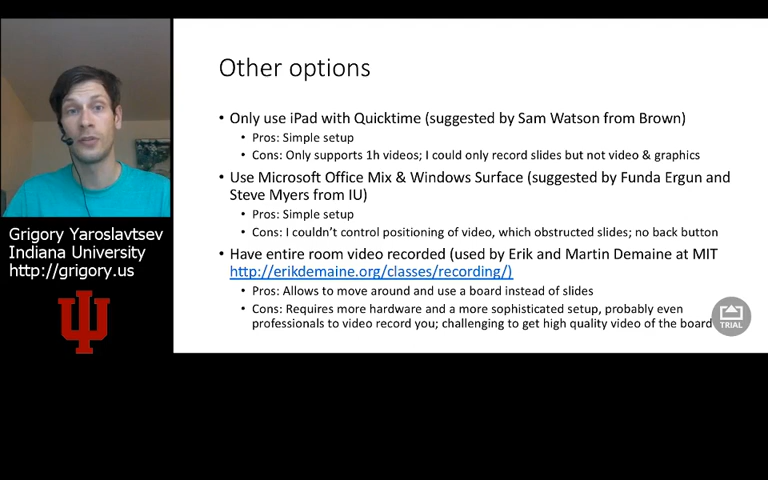 Other options
• Only use iPad with Quicktime (suggested by Sam Watson from Brown)
• Pros: Simple setup
• Cons: Only supports 1h videos; I could only record slides but not video & graphics
• Use Microsoft Office Mix & Windows Surface (suggested by Funda Ergun and
Steve Myers from IU)
• Pros: Simple setup
• Cons: I couldn't control positioning of video, which obstructed slides; no back button
• Have entire room video recorded (used by Erik and Martin Demaine at MIT
http://erikdemaine.org/classes/recording/)
• Pros: Allows to move around and use a board instead of slides
• Cons: Requires more hardware and a more sophisticated setup, probably even
professionals to video record you; challenging to get high quality video of the board
TRIAL
Grigory Yaroslavtsev
Indiana University
http://grigory.us